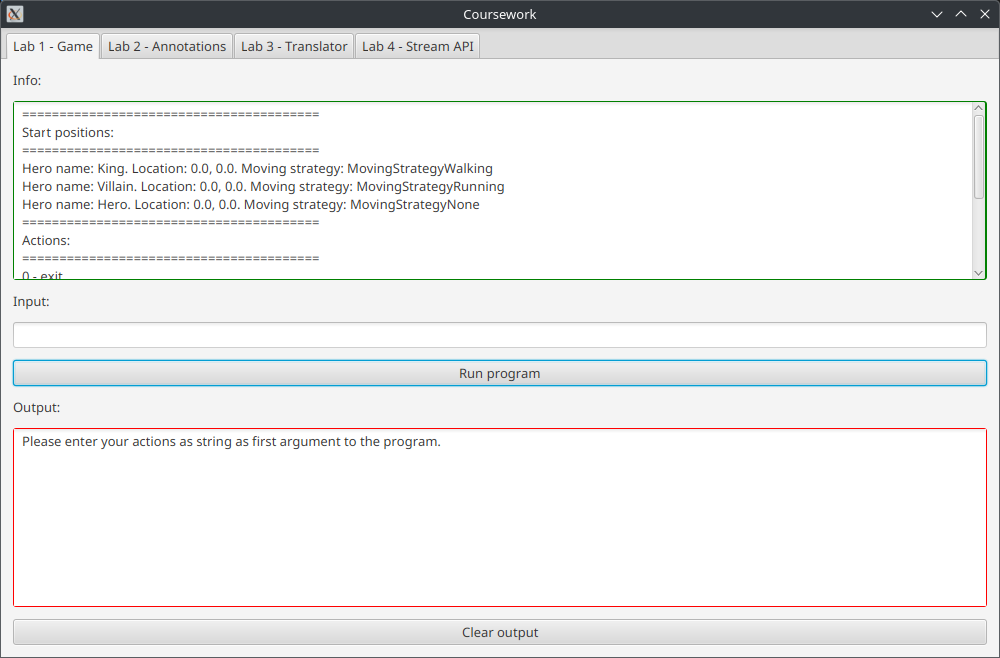 Coursework
Lab 1 - Game
Lab 2 - Annotations
Lab 3 - Translator
Lab 4 - Stream API
Info:
========================================
Start positions:
========================================
Hero name: King. Location: 0.0, 0.0. Moving strategy: MovingStrategyWalking
Hero name: Villain. Location: 0.0, 0.0. Moving strategy: MovingStrategyRunning
Hero name: Hero. Location: 0.0, 0.0. Moving strategy: MovingStrategyNone
========================================
Actions:
========================================
0 - exit
Input:
Run program
Output:
Please enter your actions as string as first argument to the program.
Clear output